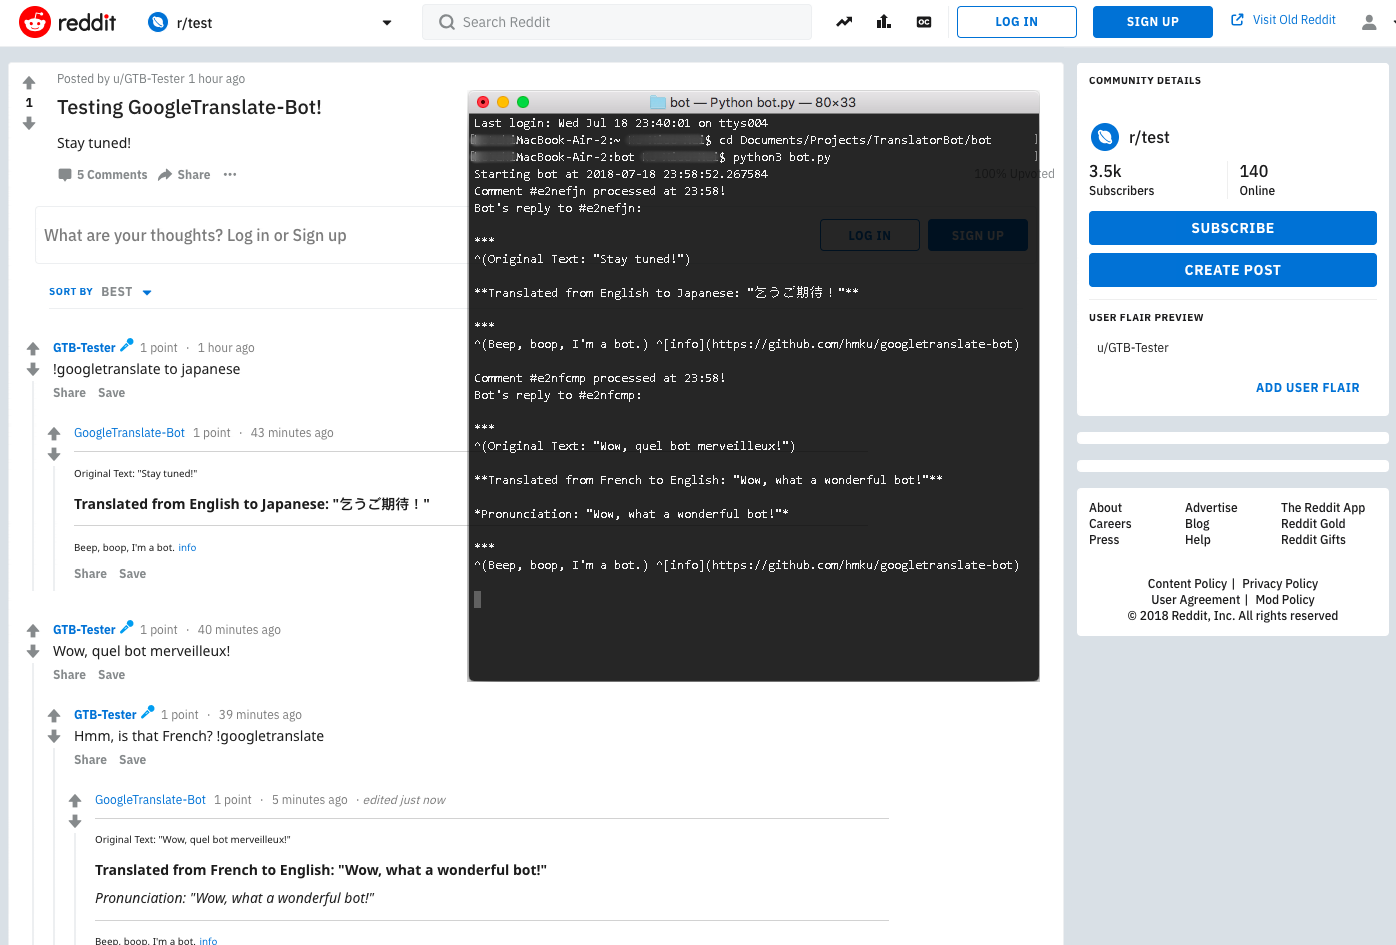 reddit
r/test
Search Reddit
LOG IN
SIGN UP
Visit Old Reddit
Posted by u/GTB-Tester 1 hour ago
1
Testing GoogleTranslate-Bot!
Stay tuned!
5 Comments
Share
100% Upvoted
What are your thoughts? Log in or Sign up
LOG IN
SIGN UP
SORT BY BEST
GTB-Tester 1 point · 1 hour ago
!googletranslate to japanese
Share Save
GoogleTranslate-Bot 1 point · 43 minutes ago
Original Text: "Stay tuned!"
Translated from English to Japanese: "乞うご期待！"
Beep, boop, I'm a bot. info
Share Save
GTB-Tester 1 point · 40 minutes ago
Wow, quel bot merveilleux!
Share Save
GTB-Tester 1 point · 39 minutes ago
Hmm, is that French? !googletranslate
Share Save
GoogleTranslate-Bot 1 point · 5 minutes ago · edited just now
Original Text: "Wow, quel bot merveilleux!"
Translated from French to English: "Wow, what a wonderful bot!"
Pronunciation: "Wow, what a wonderful bot!"
Beep, boop, I'm a bot. info
bot — Python bot.py — 80×33
Last login: Wed Jul 18 23:40:01 on ttys004
MacBook-Air-2:~ $ cd Documents/Projects/TranslatorBot/bot
MacBook-Air-2:bot $ python3 bot.py
Starting bot at 2018-07-18 23:58:52.267584
Comment #e2nefjn processed at 23:58!
Bot's reply to #e2nefjn:
***
^(Original Text: "Stay tuned!")
**Translated from English to Japanese: "乞うご期待！"**
***
^(Beep, boop, I'm a bot.) ^[info](https://github.com/hmku/googletranslate-bot)
Comment #e2nfcmp processed at 23:58!
Bot's reply to #e2nfcmp:
***
^(Original Text: "Wow, quel bot merveilleux!")
**Translated from French to English: "Wow, what a wonderful bot!"**
*Pronunciation: "Wow, what a wonderful bot!"*
***
^(Beep, boop, I'm a bot.) ^[info](https://github.com/hmku/googletranslate-bot)
COMMUNITY DETAILS
r/test
3.5k 140
Subscribers Online
SUBSCRIBE
CREATE POST
USER FLAIR PREVIEW
u/GTB-Tester
ADD USER FLAIR
About Advertise The Reddit App
Careers Blog Reddit Gold
Press Help Reddit Gifts
Content Policy | Privacy Policy
User Agreement | Mod Policy
© 2018 Reddit, Inc. All rights reserved